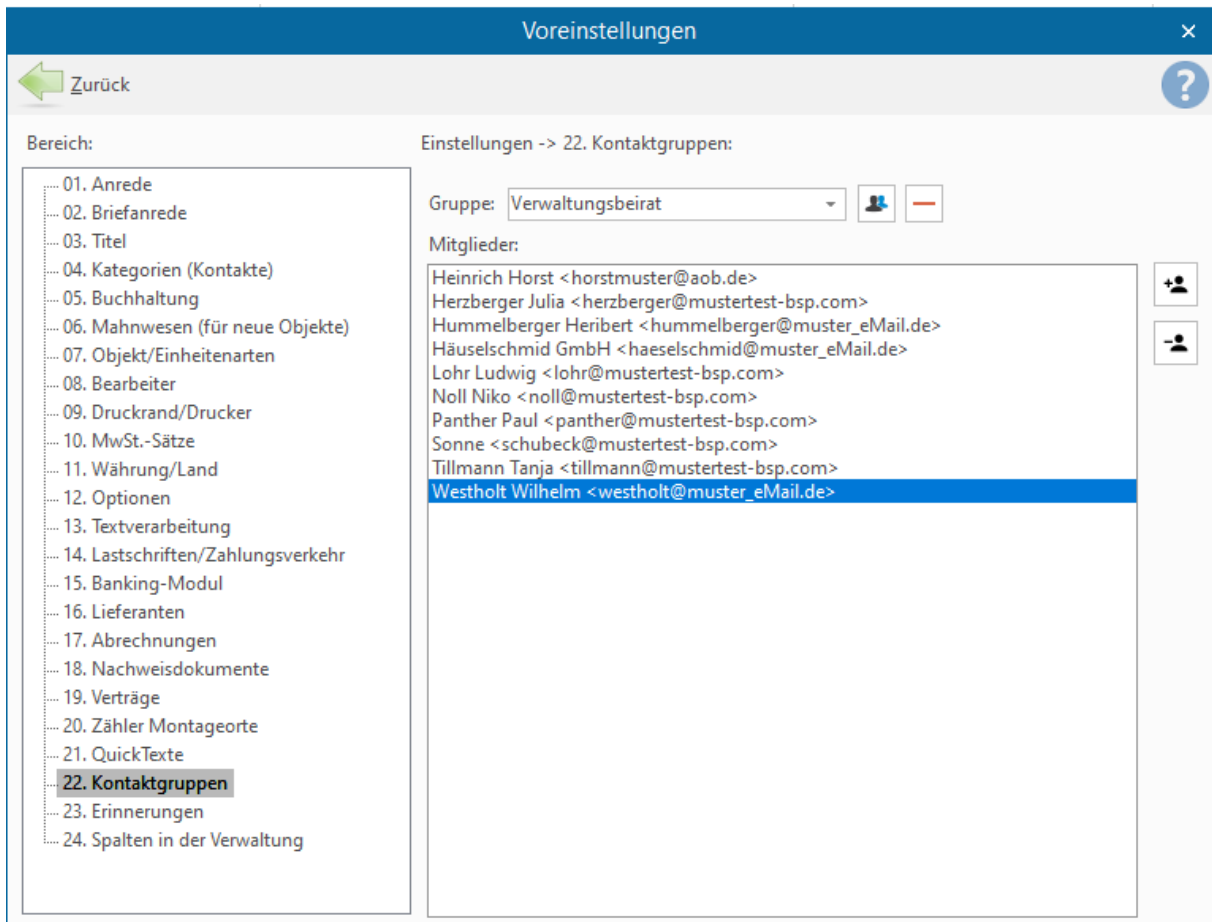 Voreinstellungen
Zurück
Bereich:
01. Anrede
02. Briefanrede
03. Titel
04. Kategorien (Kontakte)
05. Buchhaltung
06. Mahnwesen (für neue Objekte)
07. Objekt/Einheitenarten
08. Bearbeiter
09. Druckrand/Drucker
10. MwSt.-Sätze
11. Währung/Land
12. Optionen
13. Textverarbeitung
14. Lastschriften/Zahlungsverkehr
15. Banking-Modul
16. Lieferanten
17. Abrechnungen
18. Nachweisdokumente
19. Verträge
20. Zähler Montageorte
21. QuickTexte
22. Kontaktgruppen
23. Erinnerungen
24. Spalten in der Verwaltung
Einstellungen -> 22. Kontaktgruppen:
Gruppe: Verwaltungsbeirat
Mitglieder:
Heinrich Horst <horstmuster@aob.de>
Herzberger Julia <herzberger@mustertest-bsp.com>
Hummelberger Heribert <hummelberger@muster_eMail.de>
Häuselschmid GmbH <haeselschmid@muster_eMail.de>
Lohr Ludwig <lohr@mustertest-bsp.com>
Noll Niko <noll@mustertest-bsp.com>
Panther Paul <panther@mustertest-bsp.com>
Sonne <schubeck@mustertest-bsp.com>
Tillmann Tanja <tillmann@mustertest-bsp.com>
Westholt Wilhelm <westholt@muster_eMail.de>